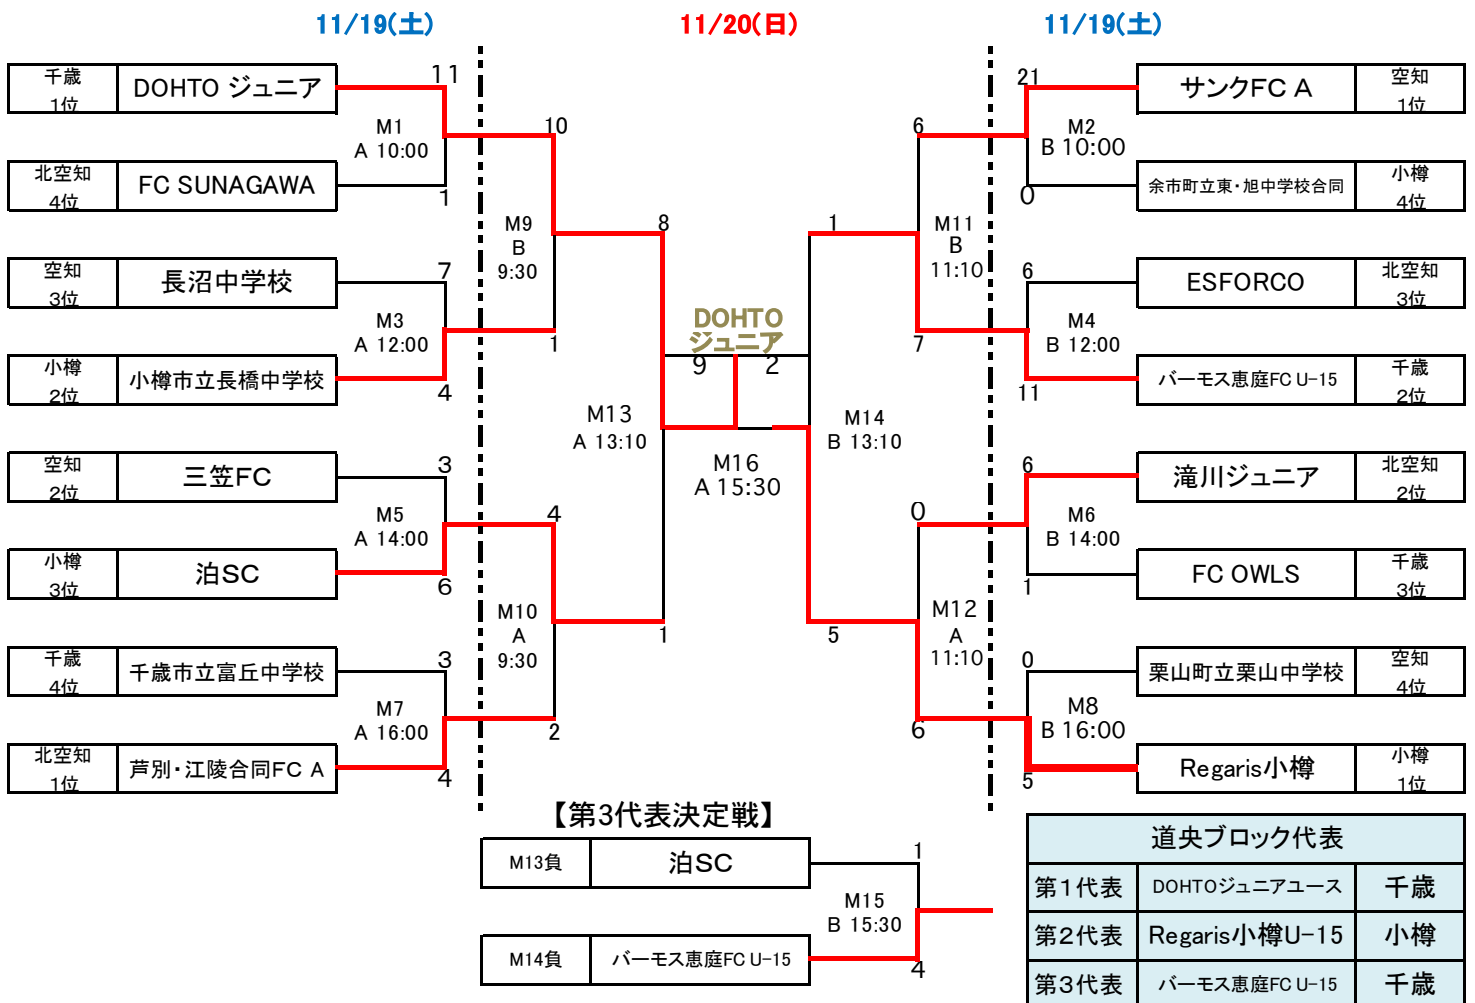 11/19(土)
11/20(日)
11/19(土)
千歳
1位
DOHTO ジュニア
11
M1
A 10:00
北空知
4位
FC SUNAGAWA
1
空知
3位
長沼中学校
7
M3
A 12:00
小樽
2位
小樽市立長橋中学校
4
空知
2位
三笠FC
3
M5
A 14:00
小樽
3位
泊SC
6
千歳
4位
千歳市立富丘中学校
3
M7
A 16:00
北空知
1位
芦別・江陵合同FC A
4
10
M9
B
9:30
1
4
M10
A
9:30
2
8
M13
A 13:10
1
DOHTO
ジュニア
9
2
M16
A 15:30
1
M14
B 13:10
5
6
M11
B
11:10
7
0
M12
A
11:10
6
21
サンクFC A
空知
1位
M2
B 10:00
0
余市町立東・旭中学校合同
小樽
4位
6
ESFORCO
北空知
3位
M4
B 12:00
11
バーモス恵庭FC U-15
千歳
2位
6
滝川ジュニア
北空知
2位
M6
B 14:00
1
FC OWLS
千歳
3位
0
栗山町立栗山中学校
空知
4位
M8
B 16:00
5
Regaris小樽
小樽
1位
【第3代表決定戦】
M13負
泊SC
1
M15
B 15:30
M14負
バーモス恵庭FC U-15
4
道央ブロック代表
第1代表 DOHTOジュニアユース 千歳
第2代表 Regaris小樽U-15 小樽
第3代表 バーモス恵庭FC U-15 千歳